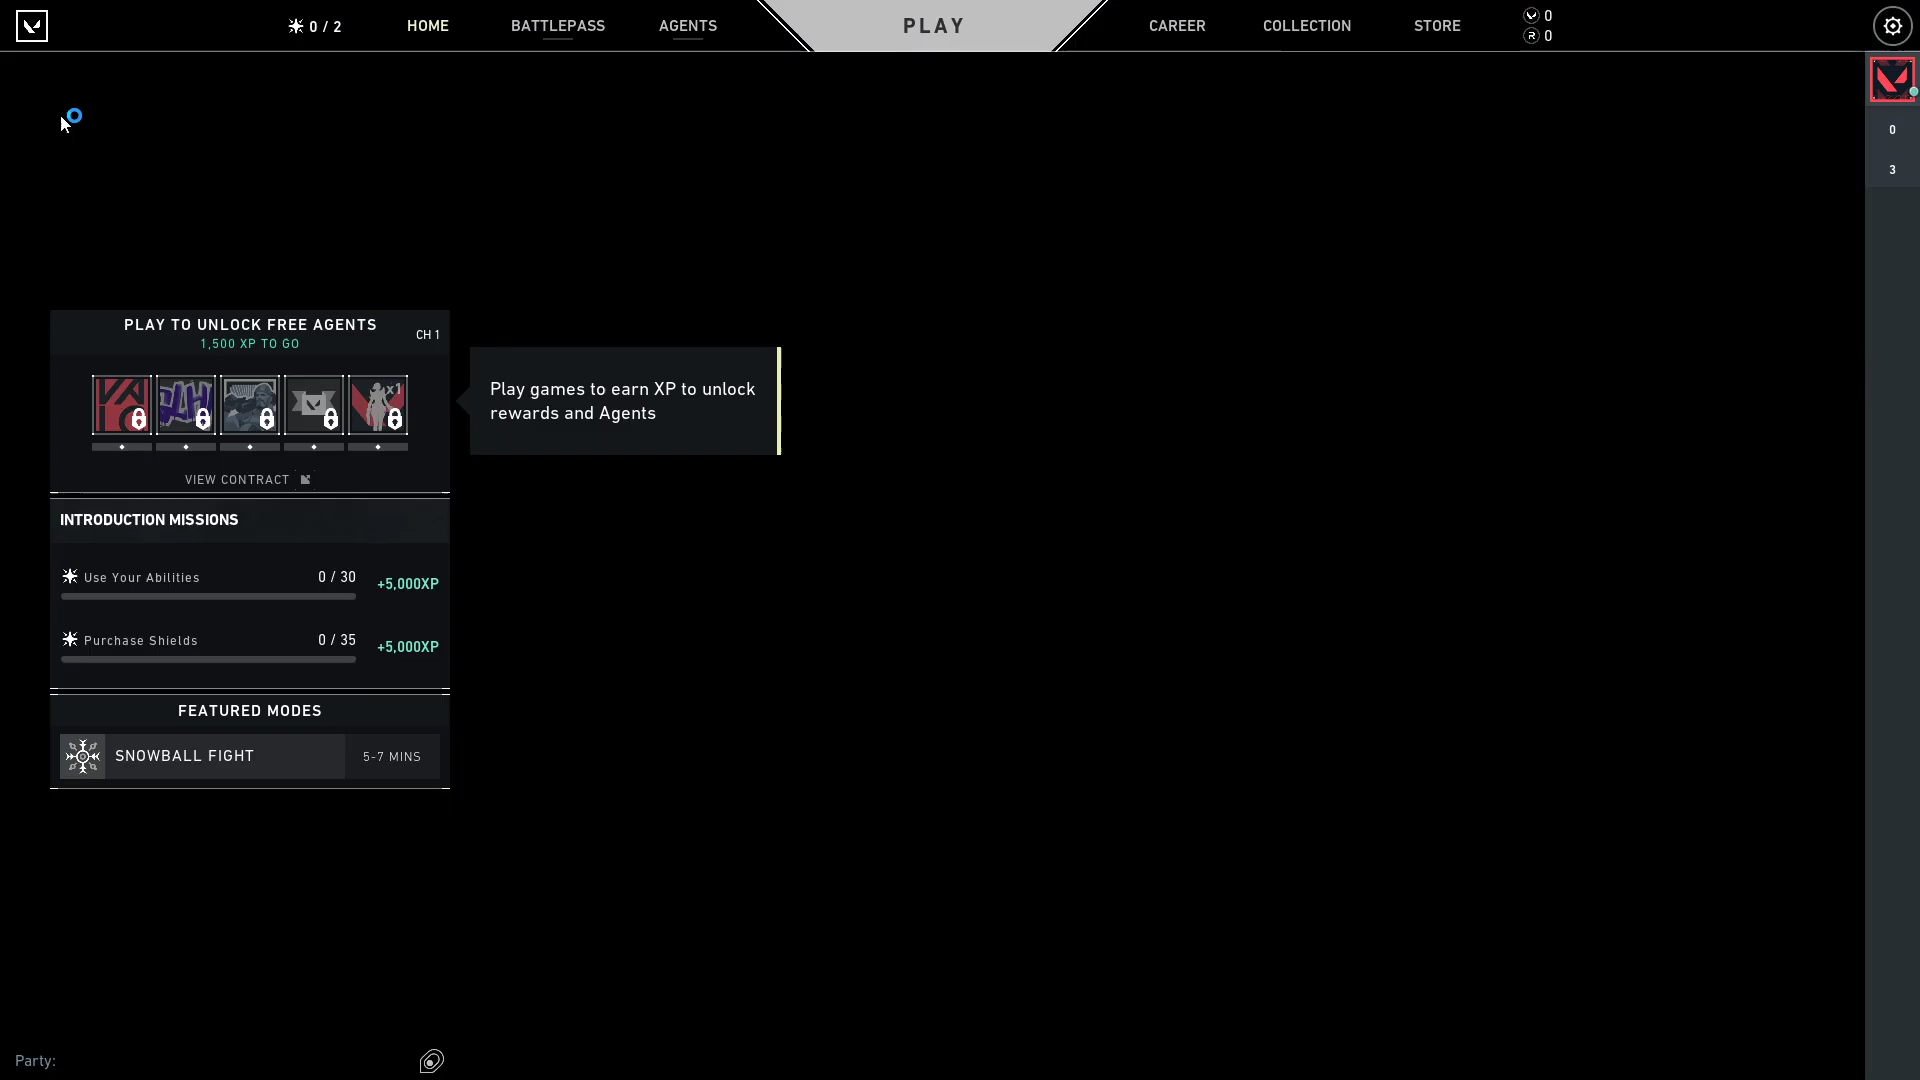 0 / 2
HOME
BATTLEPASS
AGENTS
PLAY
CAREER
COLLECTION
STORE
0
R 0
0
3
PLAY TO UNLOCK FREE AGENTS
1,500 XP TO GO
CH 1
x1
VIEW CONTRACT
Play games to earn XP to unlock
rewards and Agents
INTRODUCTION MISSIONS
Use Your Abilities 0 / 30 +5,000XP
Purchase Shields 0 / 35 +5,000XP
FEATURED MODES
SNOWBALL FIGHT 5-7 MINS
Party: